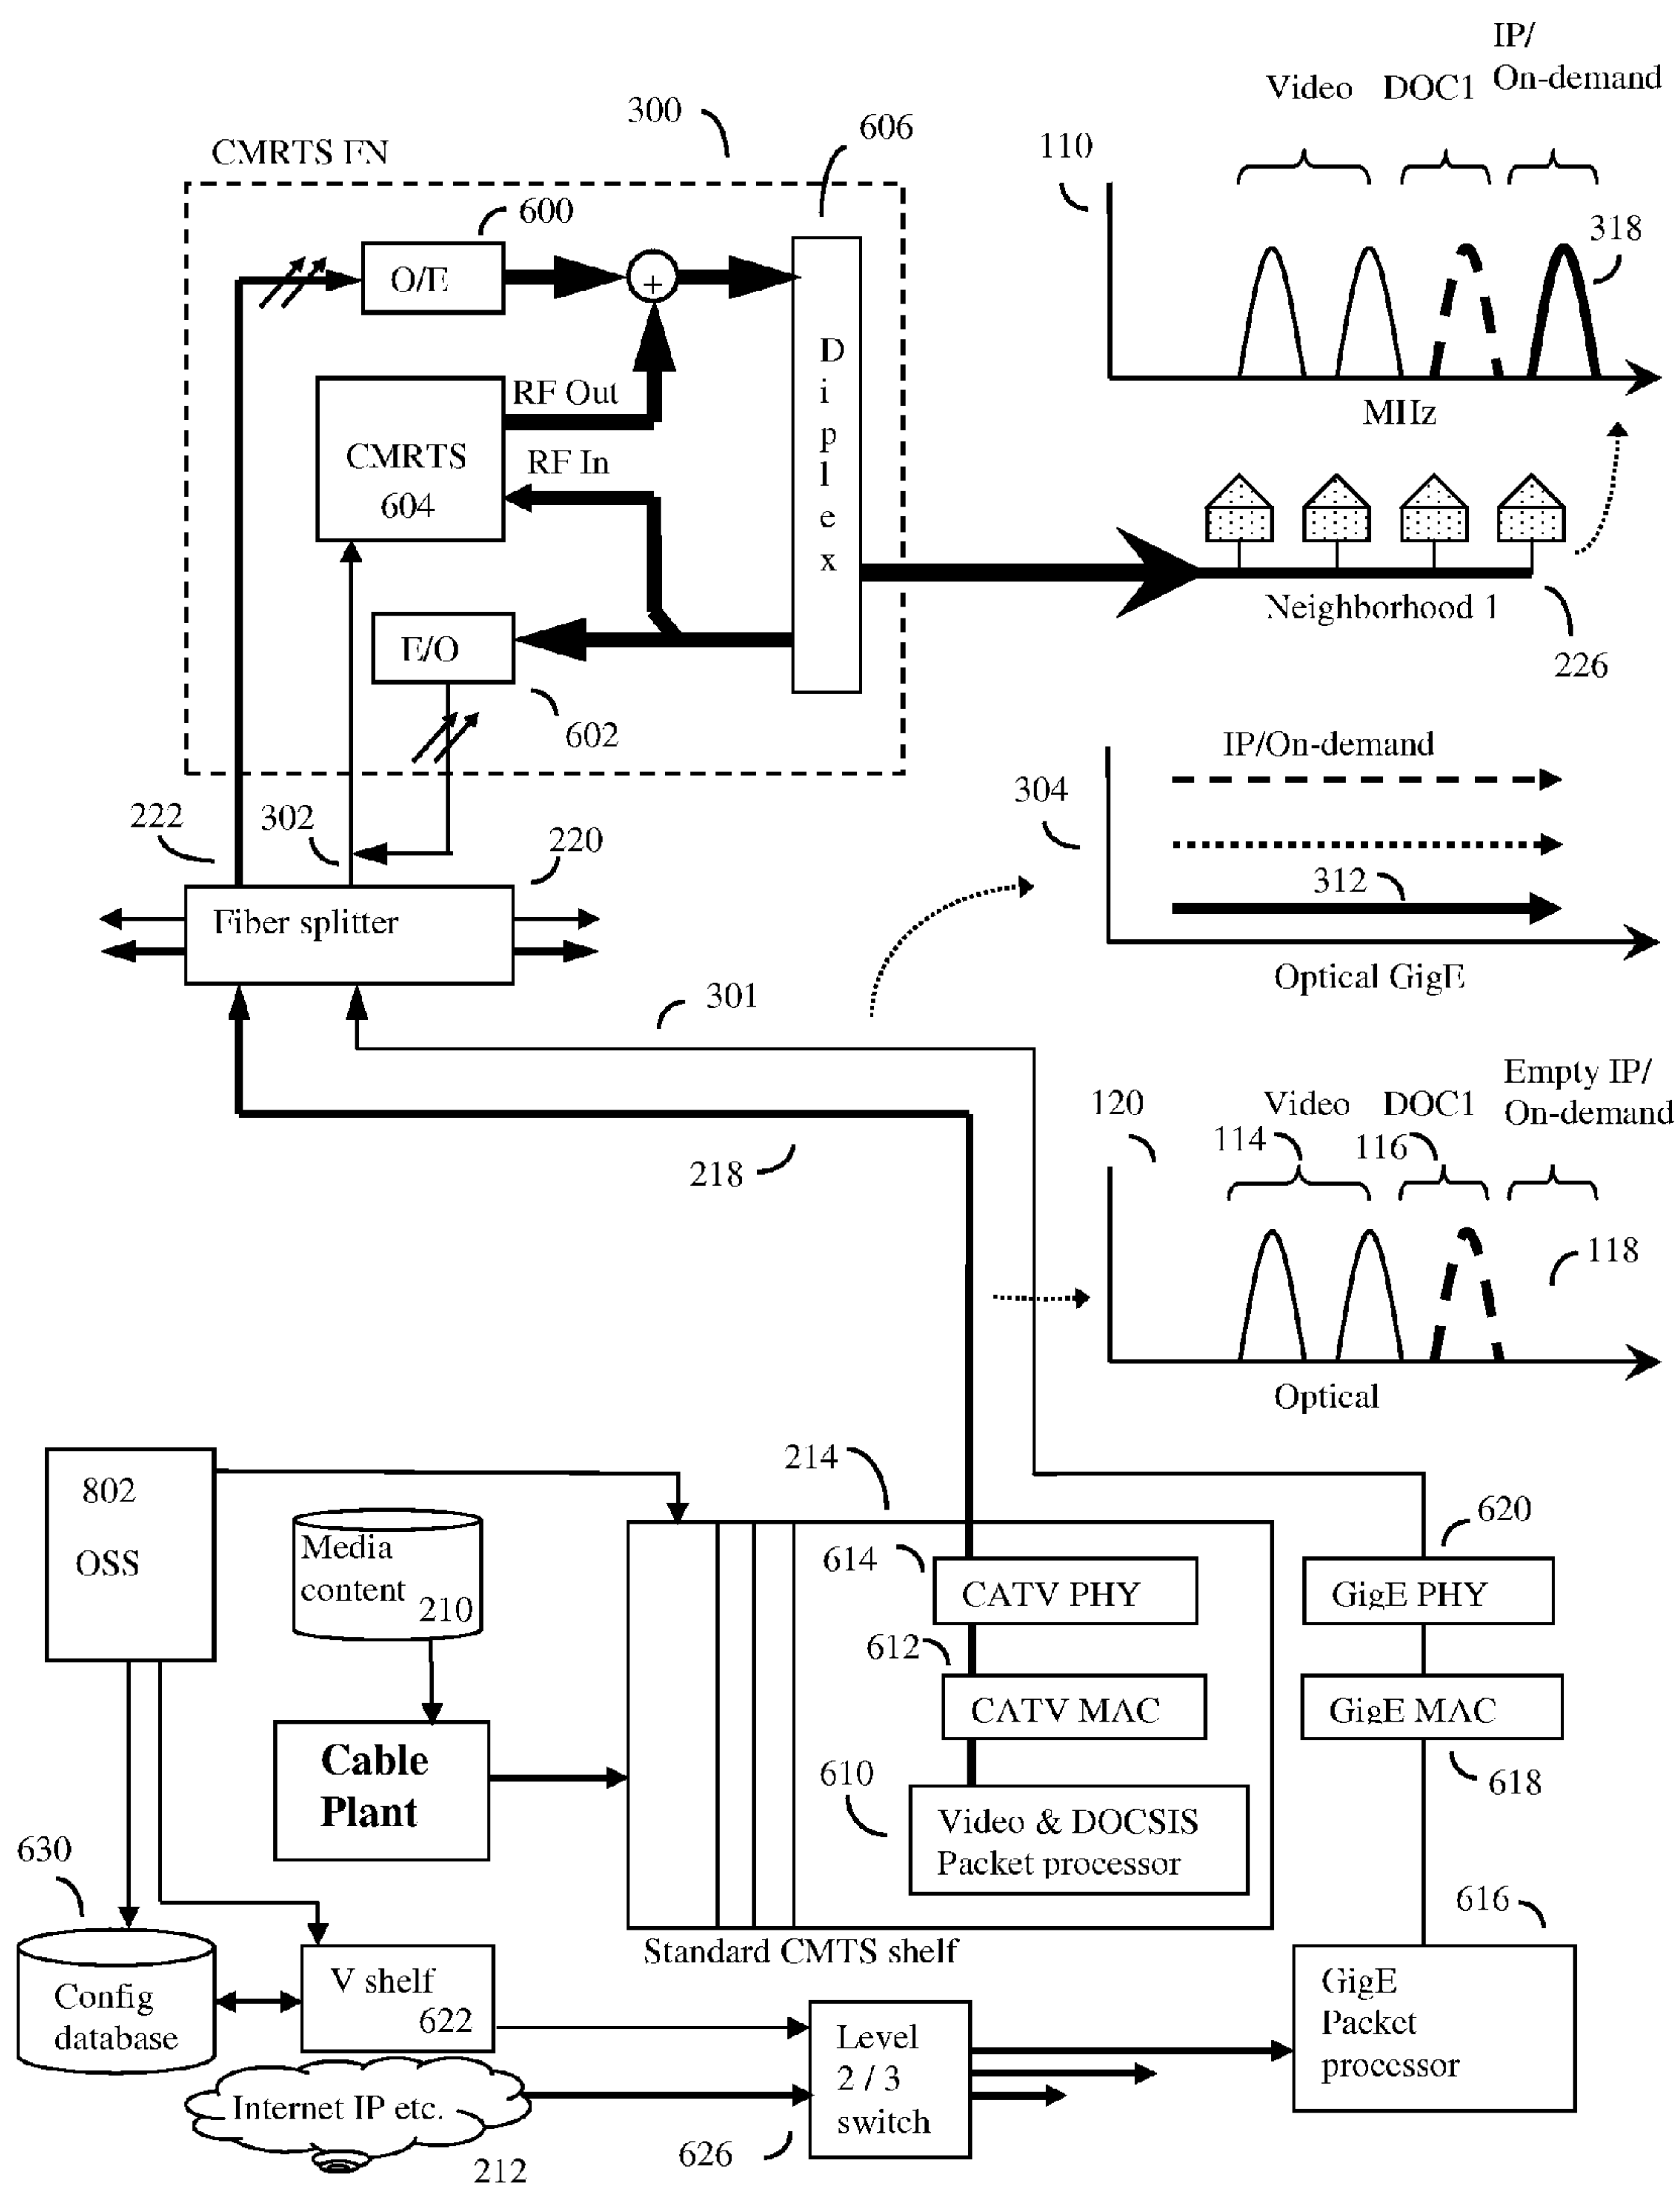 IP/
Video DOC1 On-demand
300
606
CMRTS FN
110
600
318
O/E
+
Diplex
RF Out
MHz
CMRTS
604
RF In
Neighborhood 1
E/O
226
602
IP/On-demand
304
222
302
220
312
Fiber splitter
Optical GigE
301
Empty IP/
120
Video DOC1 On-demand
114
116
218
118
Optical
214
802
OSS
620
Media
content
210
614
CATV PHY
GigE PHY
612
CATV MAC
GigE MAC
Cable
Plant
610
618
Video & DOCSIS
Packet processor
630
616
Standard CMTS shelf
V shelf
622
GigE
Packet
processor
Config
database
Level
2 / 3
switch
Internet IP etc.
626
212